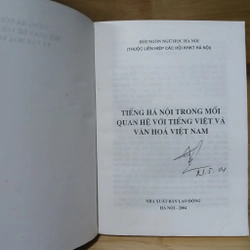 HỘI NGÔN NGỮ HỌC HÀ NỘI
(THUỘC LIÊN HIỆP CÁC HỘI KHKT HÀ NỘI)
TIẾNG HÀ NỘI TRONG MỐI
QUAN HỆ VỚI TIẾNG VIỆT VÀ
VĂN HOÁ VIỆT NAM
NHÀ XUẤT BẢN LAO ĐỘNG
HÀ NỘI - 2004